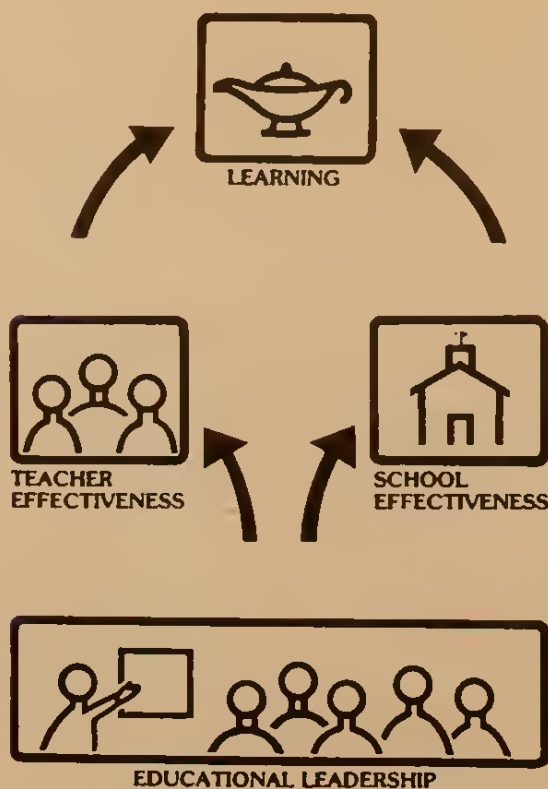 LEARNING
TEACHER
EFFECTIVENESS
SCHOOL
EFFECTIVENESS
EDUCATIONAL LEADERSHIP